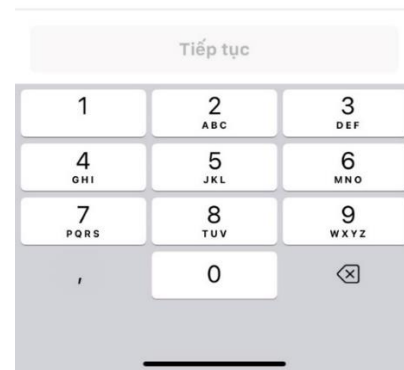 Tiếp tục
1 2 3
ABC DEF
4 5 6
GHI JKL MNO
7 8 9
PQRS TUV WXYZ
, 0